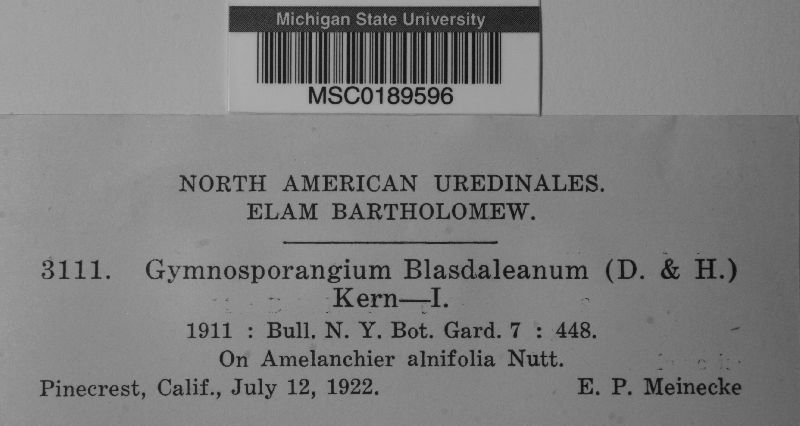 Michigan State University
MSC0189596
NORTH AMERICAN UREDINALES.
ELAM BARTHOLOMEW.
3111. Gymnosporangium Blasdaleanum (D. & H.)
Kern—I.
1911 : Bull. N. Y. Bot. Gard. 7 : 448.
On Amelanchier alnifolia Nutt.
Pinecrest, Calif., July 12, 1922. E. P. Meinecke